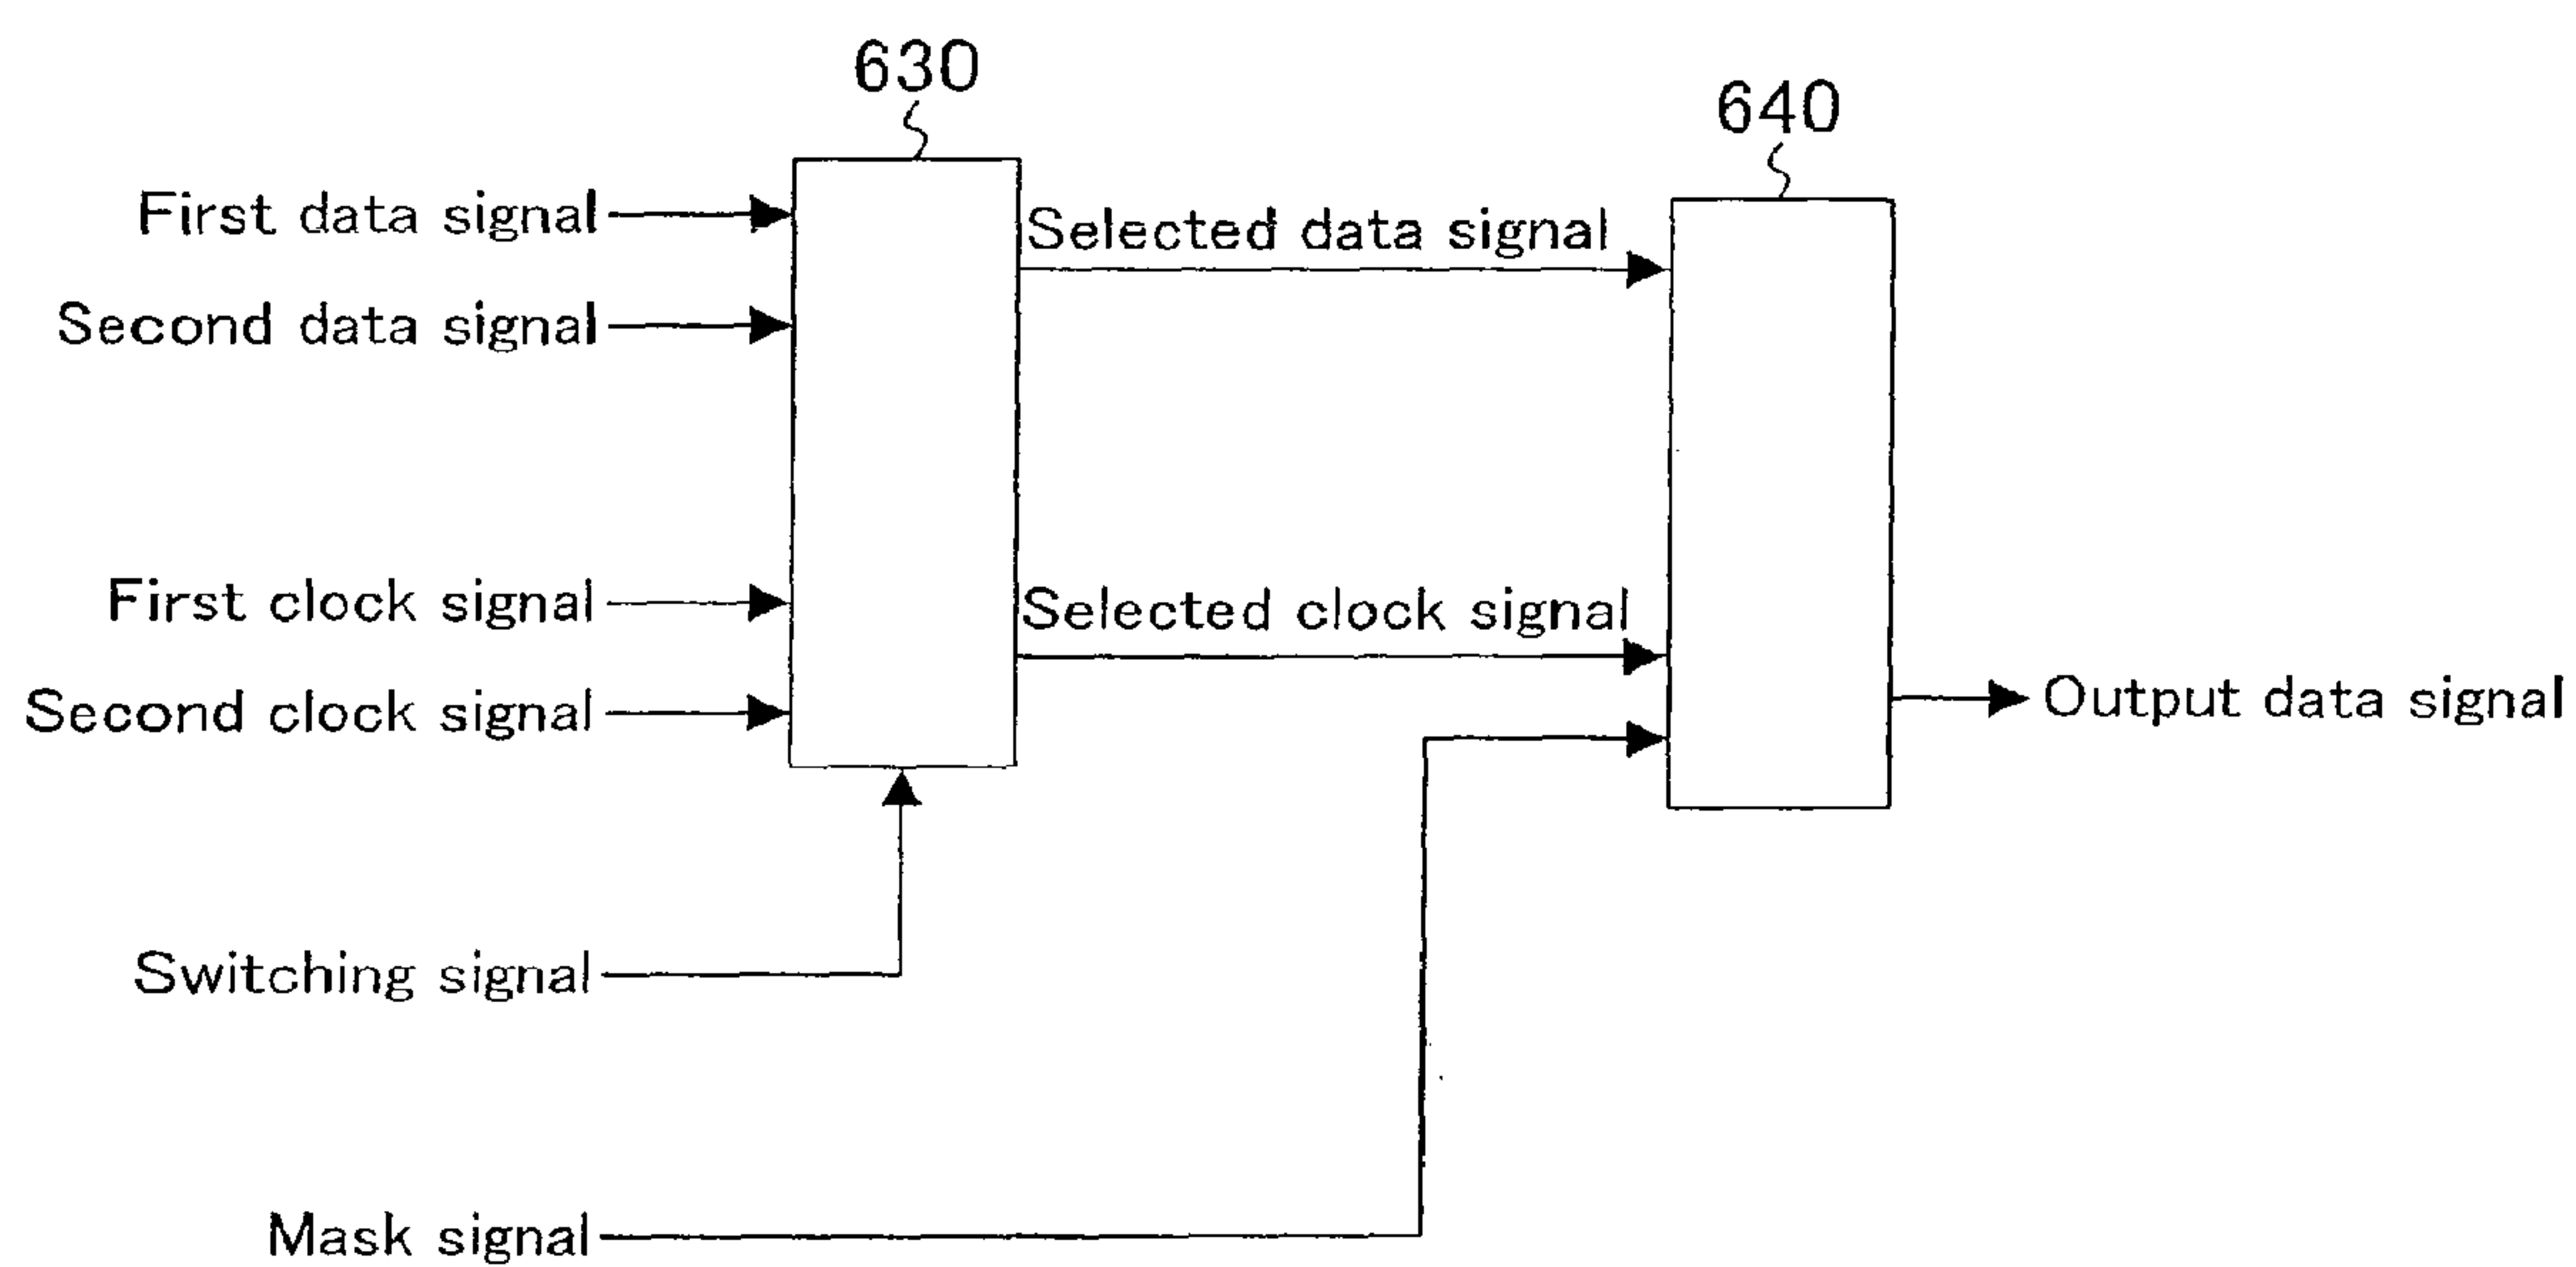 630
640
First data signal
Selected data signal
Second data signal
First clock signal
Selected clock signal
Second clock signal
Output data signal
Switching signal
Mask signal